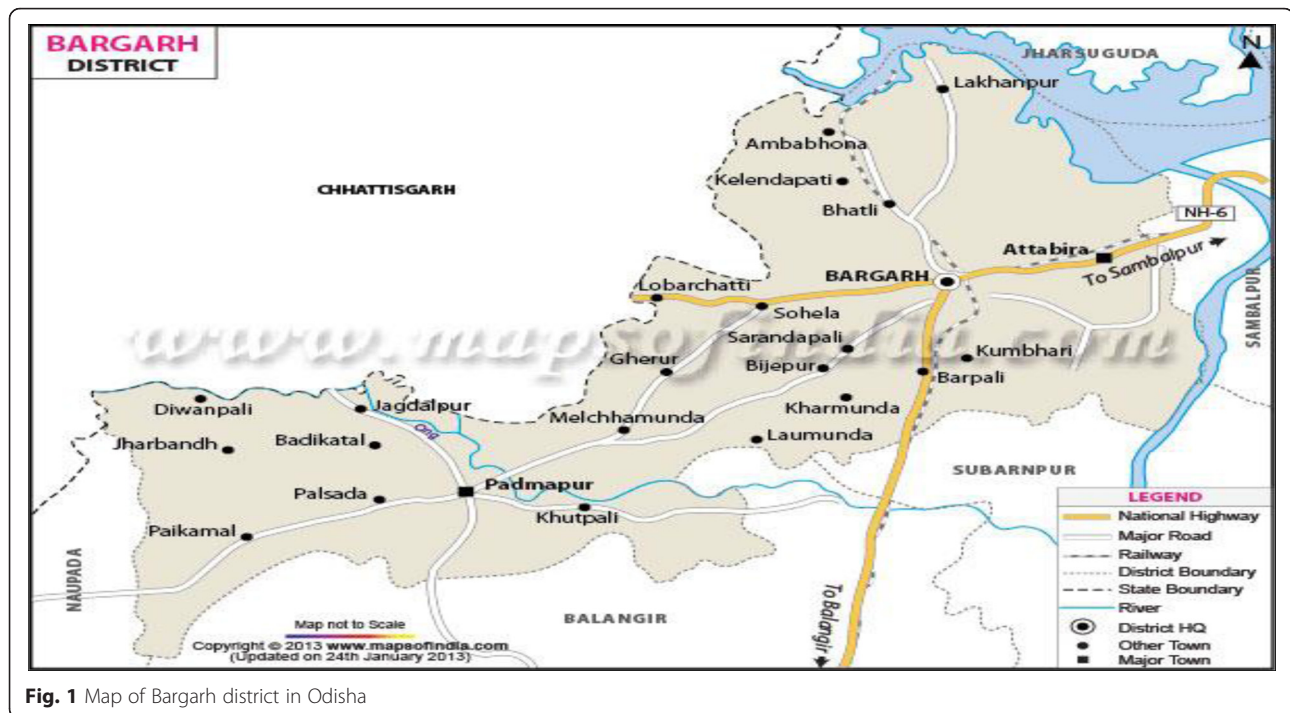 BARGARH
DISTRICT
JHARSUGUDA
N
Lakhanpur
Ambabhona
CHHATTISGARH
Kelendapati
Bhatli
NH-6
Attabira
To Sambalpur
BARGARH
SAMBALPUR
Lobarchatti
Sohela
www.mapsofindia.com
Sarandapali
Gherur
Bijepur
Kumbhari
Barpali
Diwanpali
Jagdalpur
Kharmunda
Melchhamunda
Ong
Jharbandh
Badikatal
Laumunda
SUBARNPUR
Padmapur
Palsada
Khutpali
Paikamal
NAUPADA
BALANGIR
To Balangir
LEGEND
National Highway
Major Road
Railway
District Boundary
State Boundary
River
District HQ
Other Town
Major Town
Map not to Scale
Copyright © 2013 www.mapsofindia.com
(Updated on 24th January 2013)
Fig. 1 Map of Bargarh district in Odisha